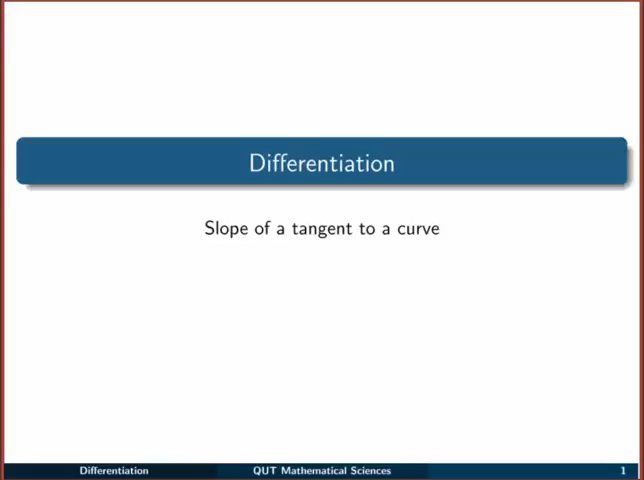 Differentiation
Slope of a tangent to a curve
Differentiation QUT Mathematical Sciences 1